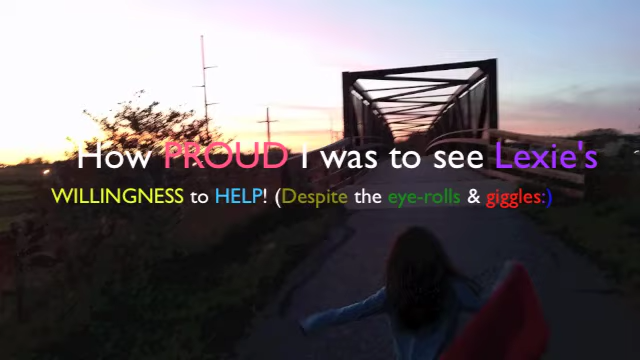 How PROUD I was to see Lexie's
WILLINGNESS to HELP! (Despite the eye-rolls & giggles:)